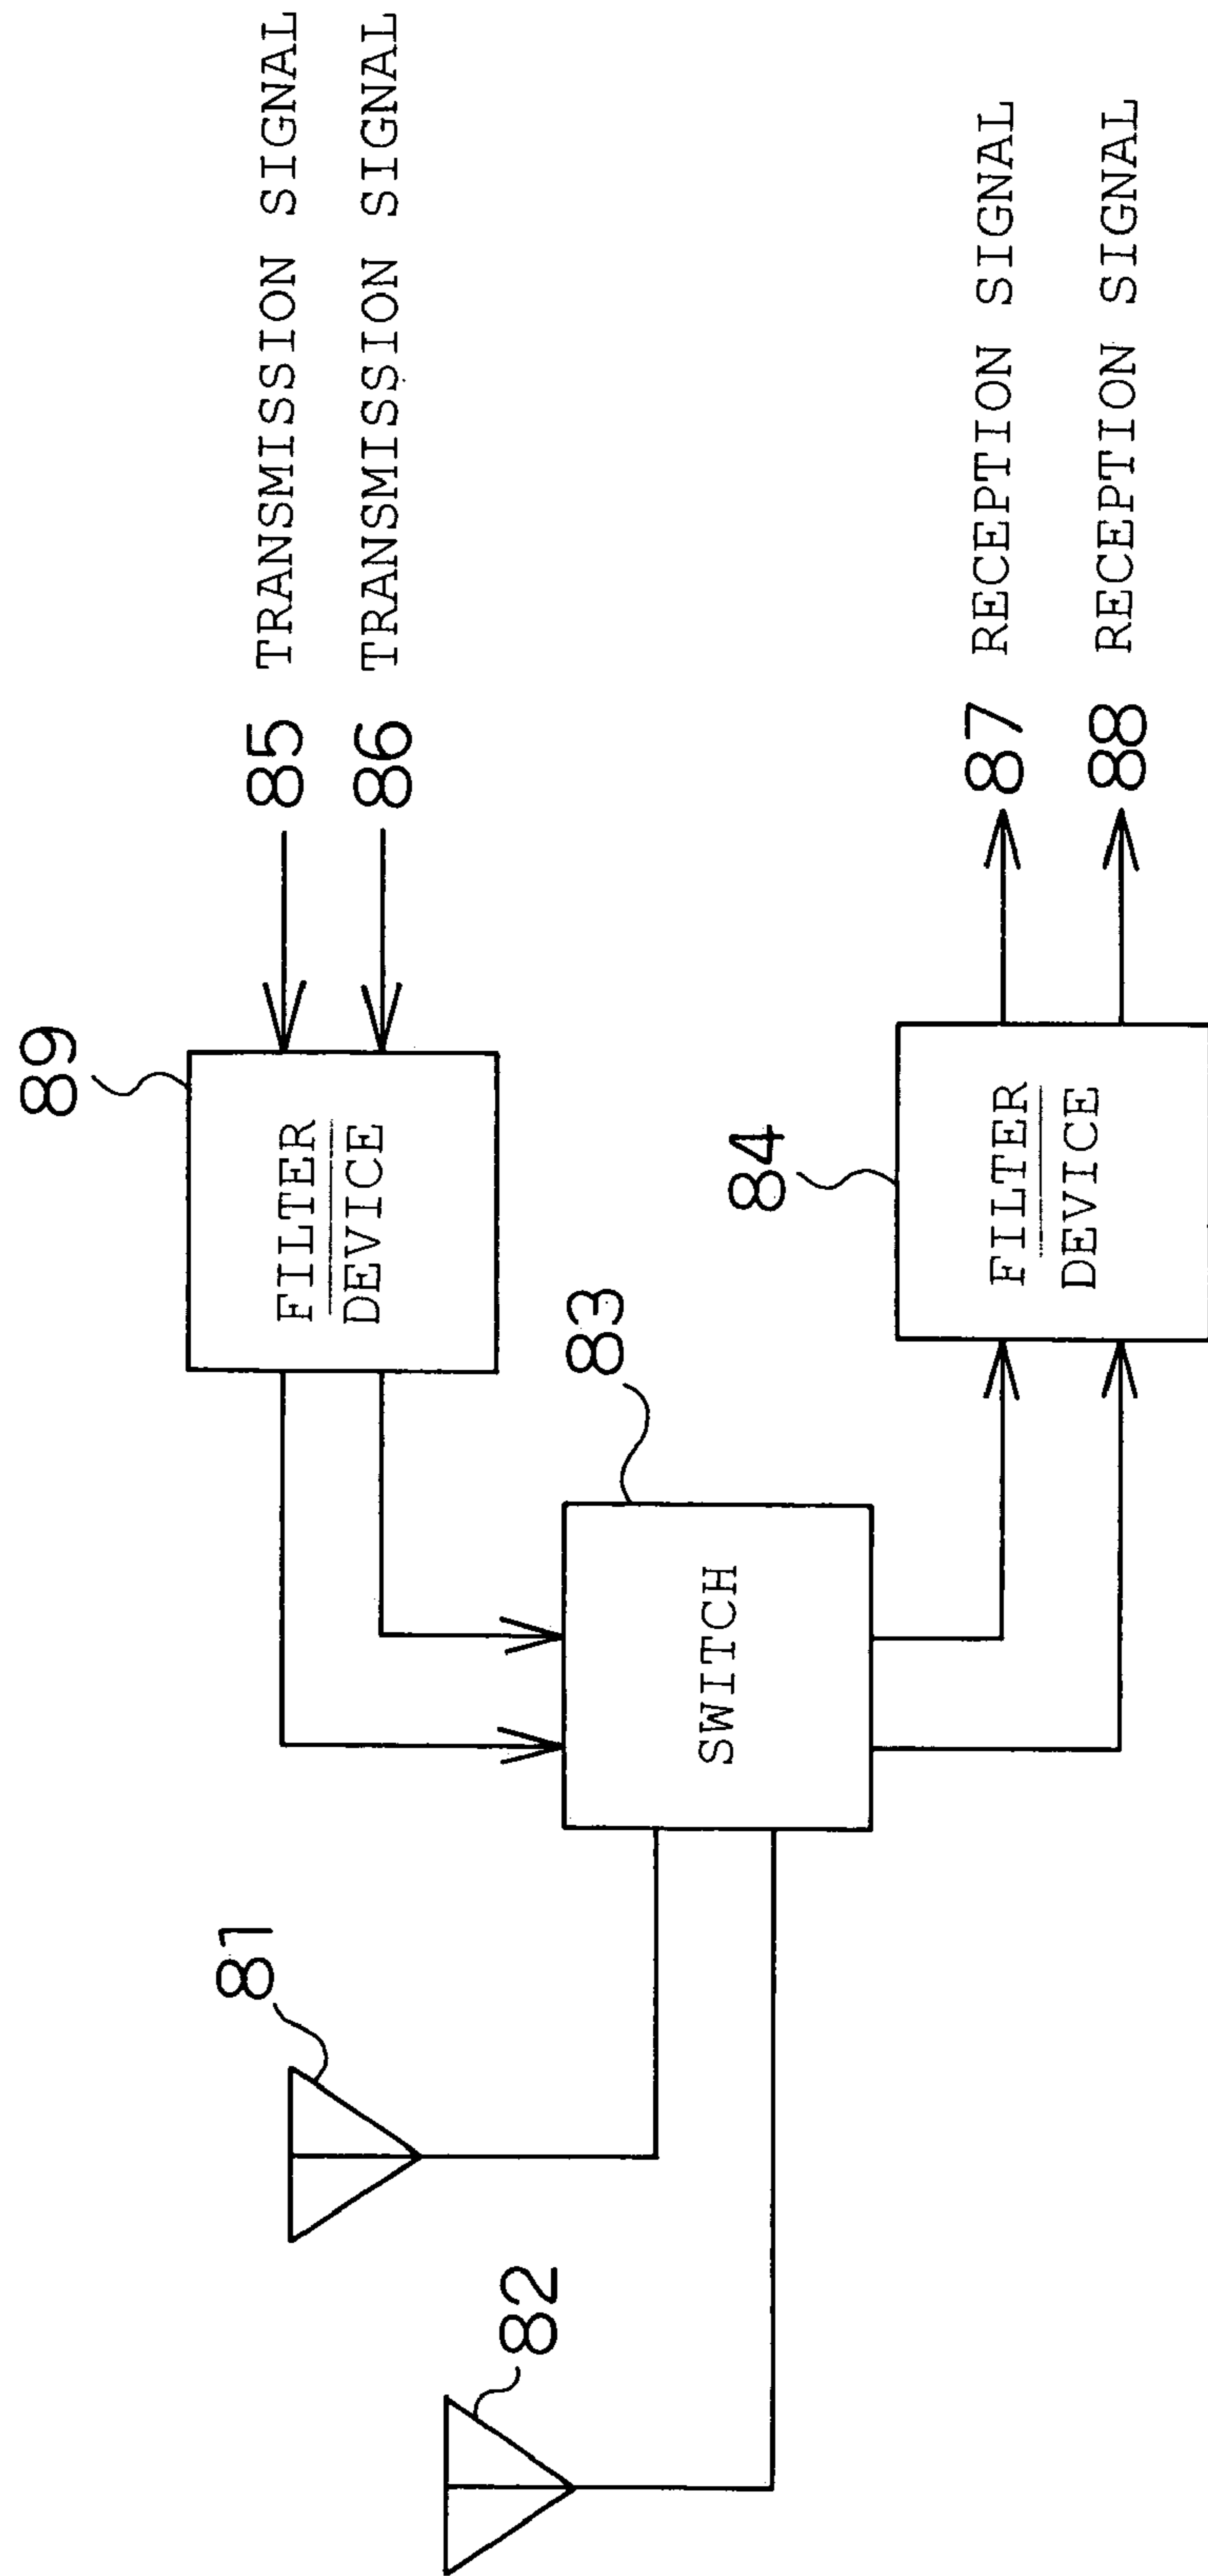 89
85 TRANSMISSION SIGNAL
86 TRANSMISSION SIGNAL
FILTER
DEVICE
81
83
82
SWITCH
84
FILTER
DEVICE
87 RECEPTION SIGNAL
88 RECEPTION SIGNAL